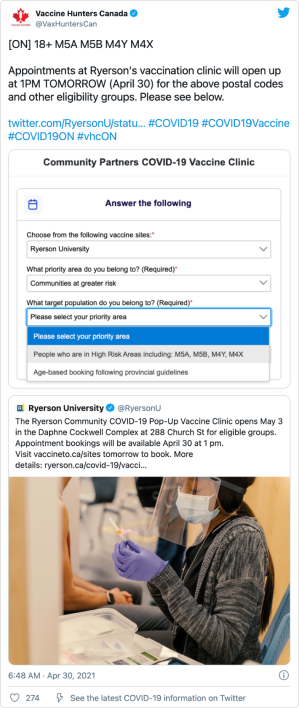 Vaccine Hunters Canada
@VaxHuntersCan
[ON] 18+ M5A M5B M4Y M4X
Appointments at Ryerson's vaccination clinic will open up
at 1PM TOMORROW (April 30) for the above postal codes
and other eligibility groups. Please see below.
twitter.com/RyersonU/statu... #COVID19 #COVID19Vaccine
#COVID19ON #vhcON
Community Partners COVID-19 Vaccine Clinic
Answer the following
Choose from the following vaccine sites:*
Ryerson University
What priority area do you belong to? (Required)*
Communities at greater risk
What target population do you belong to? (Required)*
Please select your priority area
Please select your priority area
People who are in High Risk Areas including: M5A, M5B, M4Y, M4X
Age-based booking following provincial guidelines
Ryerson University @RyersonU
The Ryerson Community COVID-19 Pop-Up Vaccine Clinic opens May 3
in the Daphne Cockwell Complex at 288 Church St for eligible groups.
Appointment bookings will be available April 30 at 1 pm.
Visit vaccineto.ca/sites tomorrow to book. More
details: ryerson.ca/covid-19/vacci...
6:48 AM · Apr 30, 2021
274 See the latest COVID-19 information on Twitter